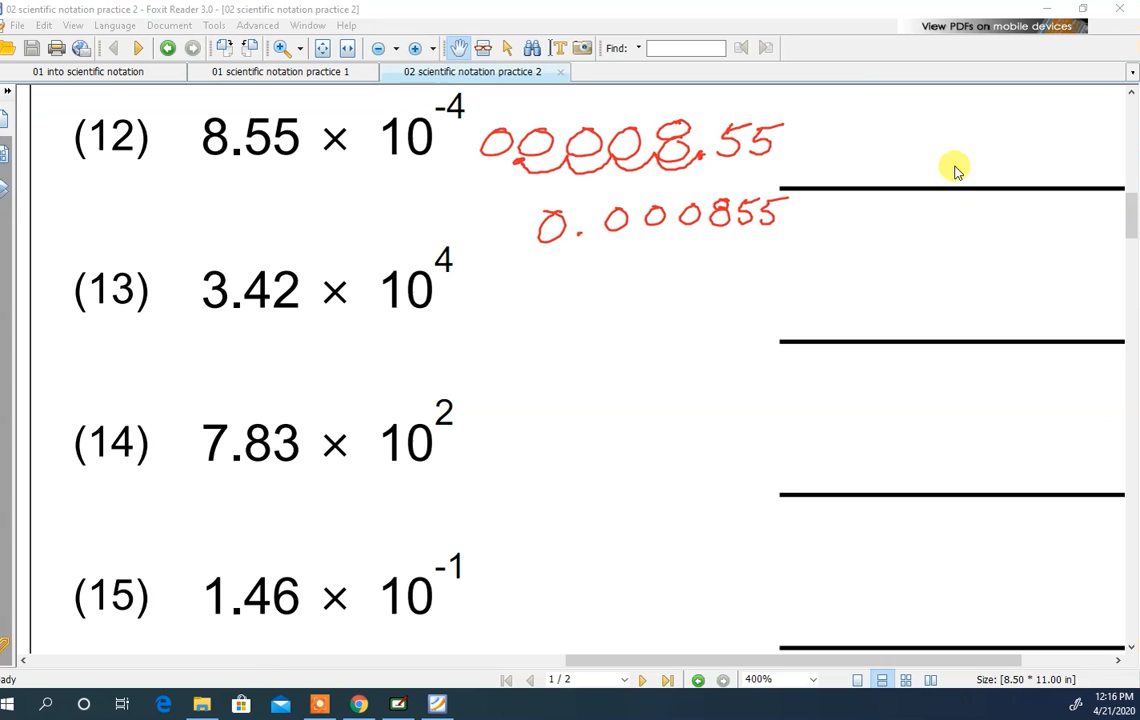 02 scientific notation practice 2 - Foxit Reader 3.0 - [02 scientific notation practice 2]
File Edit View Language Document Tools Advanced Window Help
View PDFs on mobile devices
Find:
01 into scientific notation 01 scientific notation practice 1 02 scientific notation practice 2
(12) 8.55 × 10^-4 00008.55
0.000855
(13) 3.42 × 10^4
(14) 7.83 × 10^2
(15) 1.46 × 10^-1
eady 1 / 2 400% Size: [8.50 * 11.00 in]
12:16 PM
4/21/2020